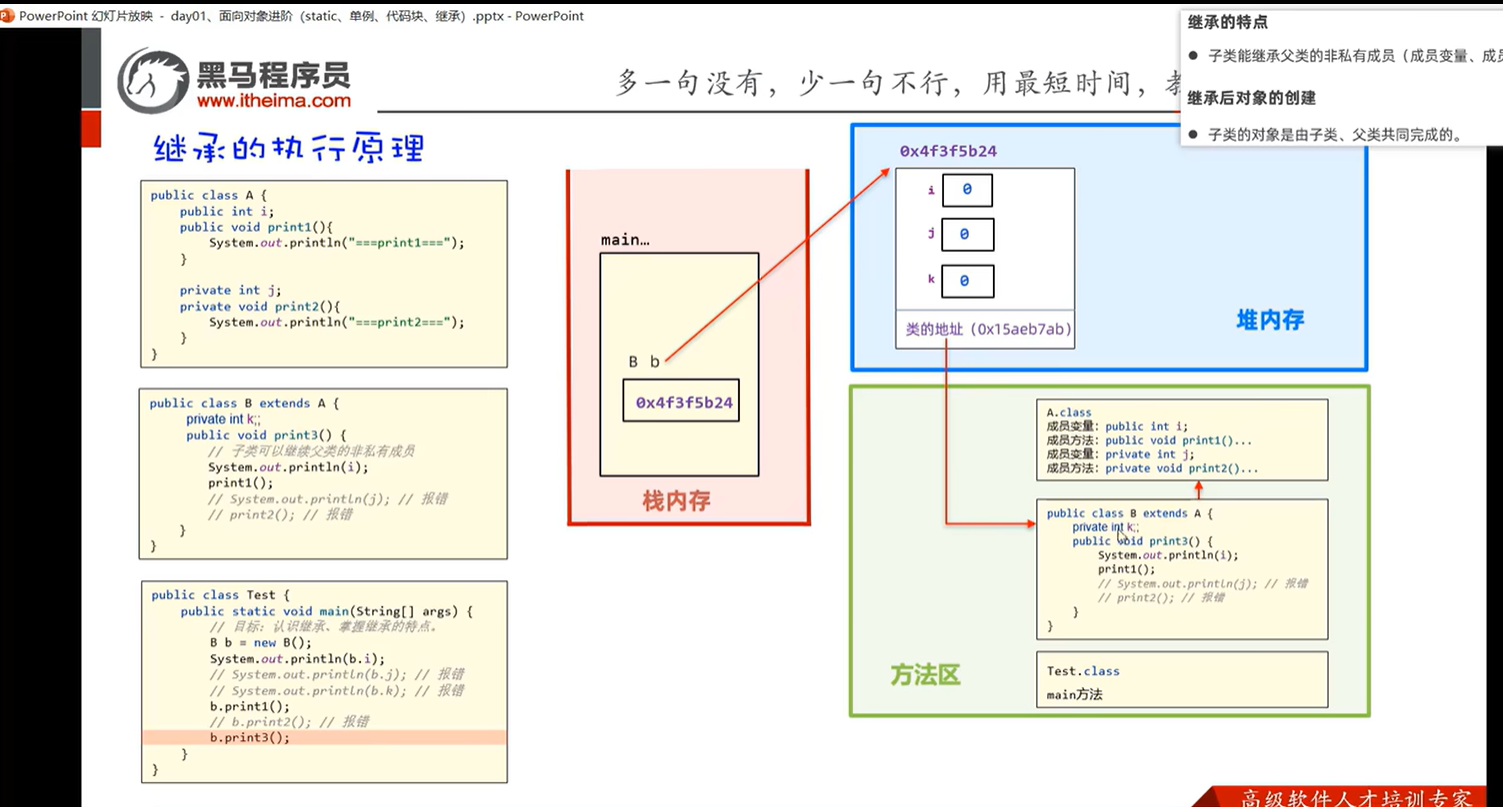 PowerPoint 幻灯片放映 - day01、面向对象进阶（static、单例、代码块、继承）.pptx - PowerPoint
黑马程序员
www.itheima.com
多一句没有，少一句不行，用最短时间，
继承的特点
● 子类能继承父类的非私有成员（成员变量、成
继承后对象的创建
● 子类的对象是由子类、父类共同完成的。
继承的执行原理
public class A {
public int i;
public void print1(){
System.out.println("===print1===");
}
private int j;
private void print2(){
System.out.println("===print2===");
}
}
public class B extends A {
private int k;;
public void print3() {
// 子类可以继续父类的非私有成员
System.out.println(i);
print1();
// System.out.println(j); // 报错
// print2(); // 报错
}
}
public class Test {
public static void main(String[] args) {
// 目标：认识继承、掌握继承的特点。
B b = new B();
System.out.println(b.i);
// System.out.println(b.j); // 报错
// System.out.println(b.k); // 报错
b.print1();
// b.print2(); // 报错
b.print3();
}
}
main…
B b
0x4f3f5b24
栈内存
0x4f3f5b24
i 0
j 0
k 0
类的地址（0x15aeb7ab）
堆内存
A.class
成员变量：public int i;
成员方法：public void print1()...
成员变量：private int j;
成员方法：private void print2()...
public class B extends A {
private int k;;
public void print3() {
System.out.println(i);
print1();
// System.out.println(j); // 报错
// print2(); // 报错
}
}
方法区
Test.class
main方法
高级软件人才培训专家